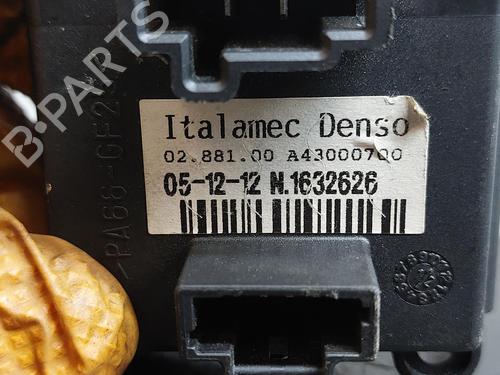 B-PARTS
>PA66-GF2
Italamec Denso
02.881.00 A43000700
05-12-12 N.1632626